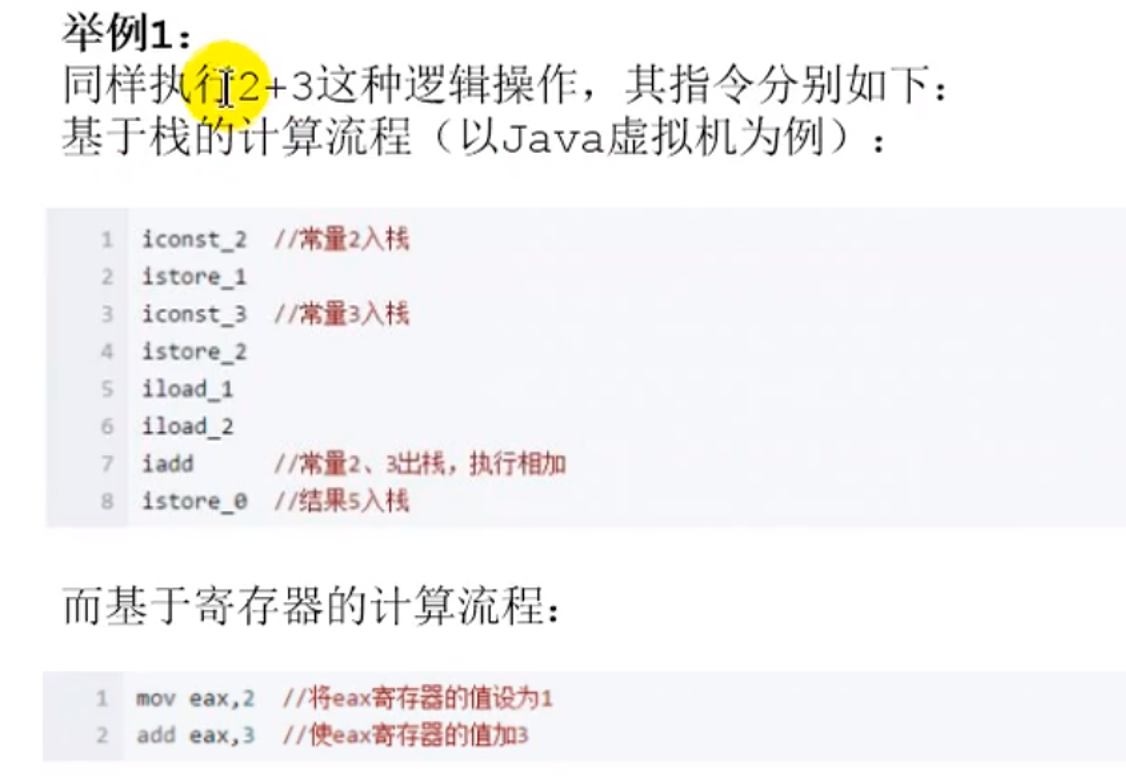 举例1：
同样执行2+3这种逻辑操作，其指令分别如下：
基于栈的计算流程（以Java虚拟机为例）：
1 iconst_2 //常量2入栈
2 istore_1
3 iconst_3 //常量3入栈
4 istore_2
5 iload_1
6 iload_2
7 iadd //常量2、3出栈，执行相加
8 istore_0 //结果5入栈
而基于寄存器的计算流程：
1 mov eax,2 //将eax寄存器的值设为1
2 add eax,3 //使eax寄存器的值加3